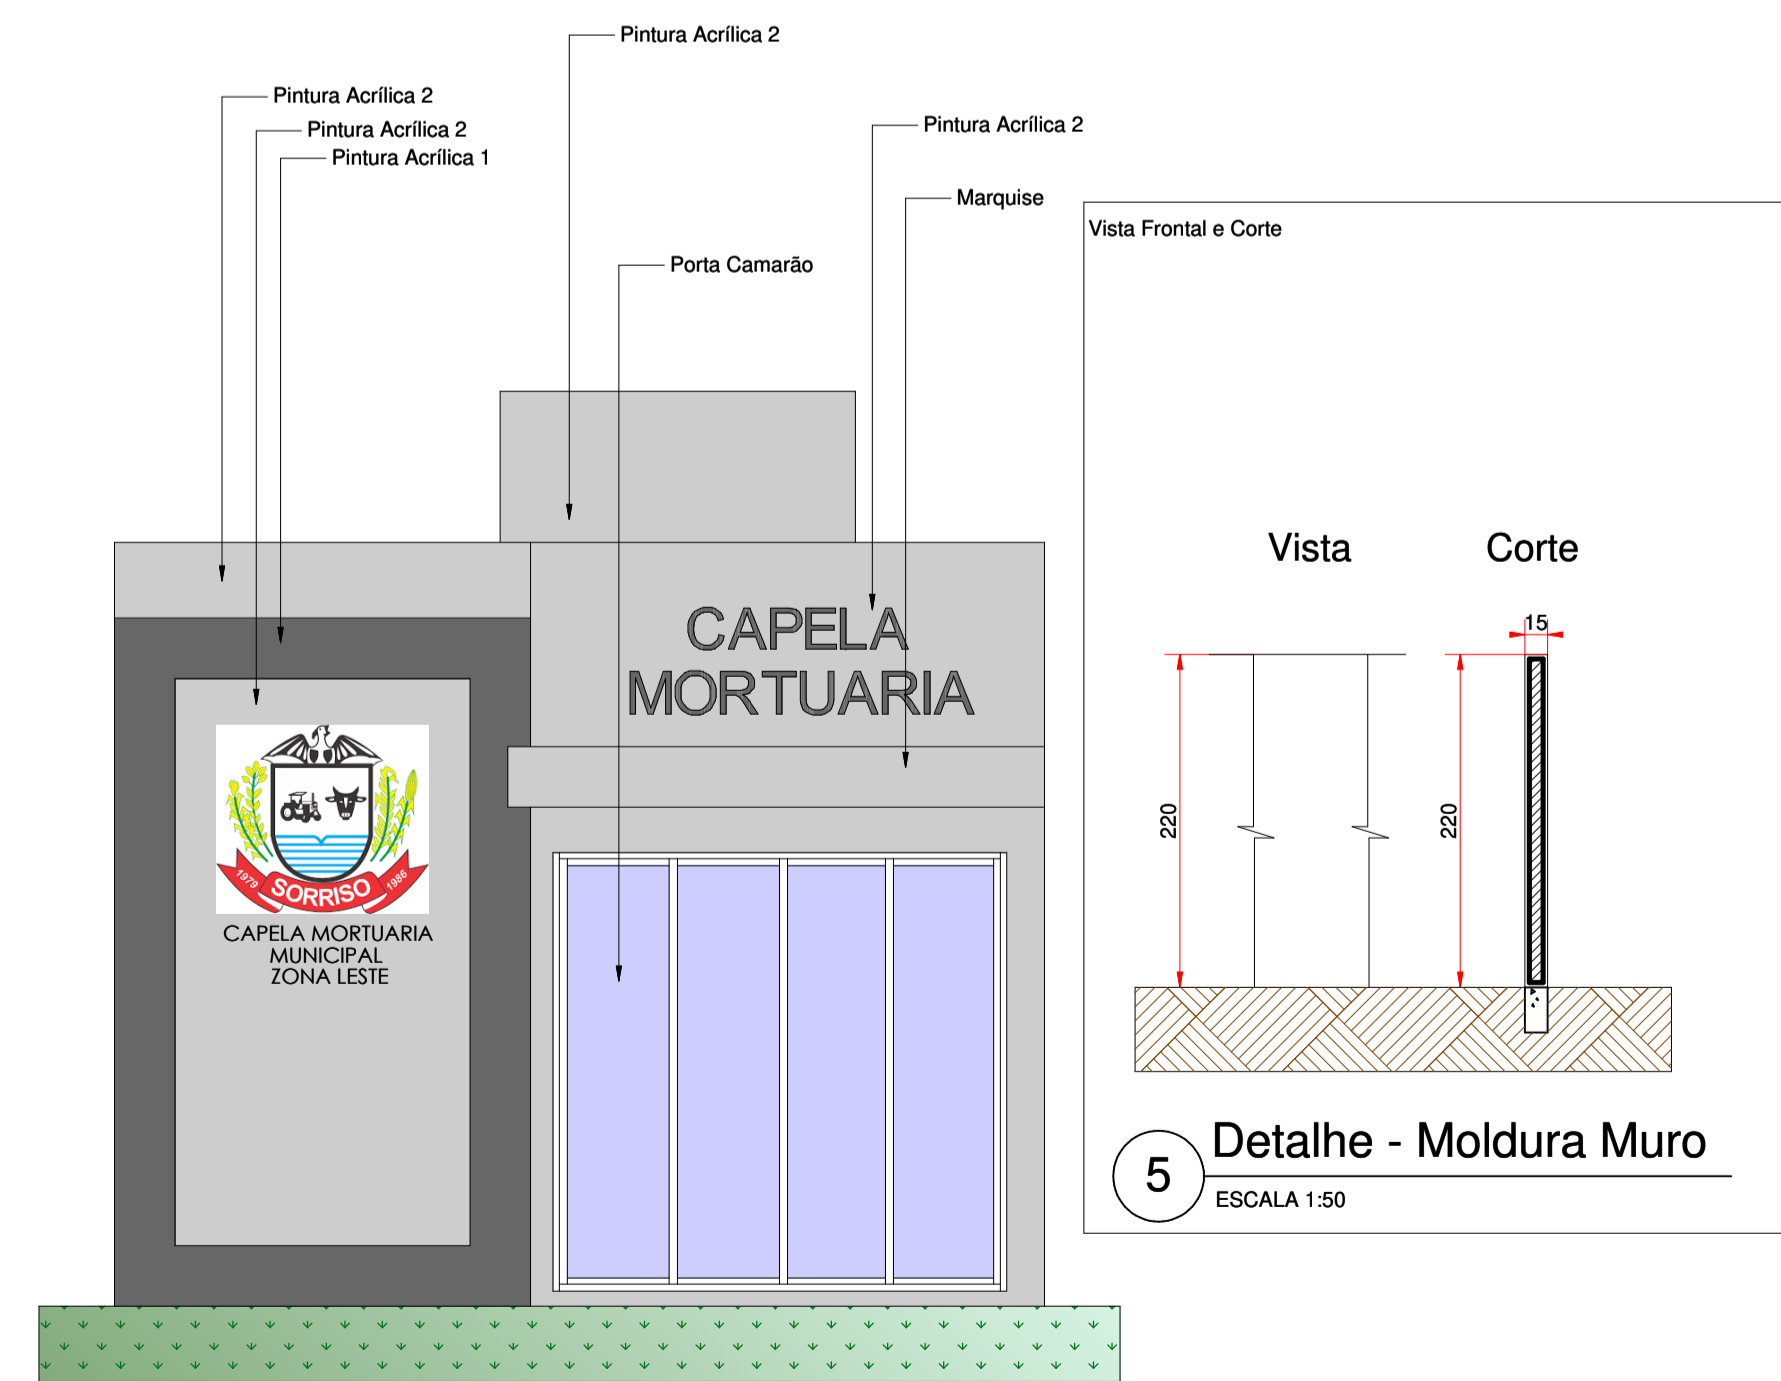 Pintura Acrílica 2
Pintura Acrílica 2
Pintura Acrílica 2
Pintura Acrílica 1
Pintura Acrílica 2
Marquise
Porta Camarão
CAPELA
MORTUARIA
1979
SORRISO
1986
CAPELA MORTUARIA
MUNICIPAL
ZONA LESTE
Vista Frontal e Corte
Vista
Corte
15
220
220
5
Detalhe - Moldura Muro
ESCALA 1:50